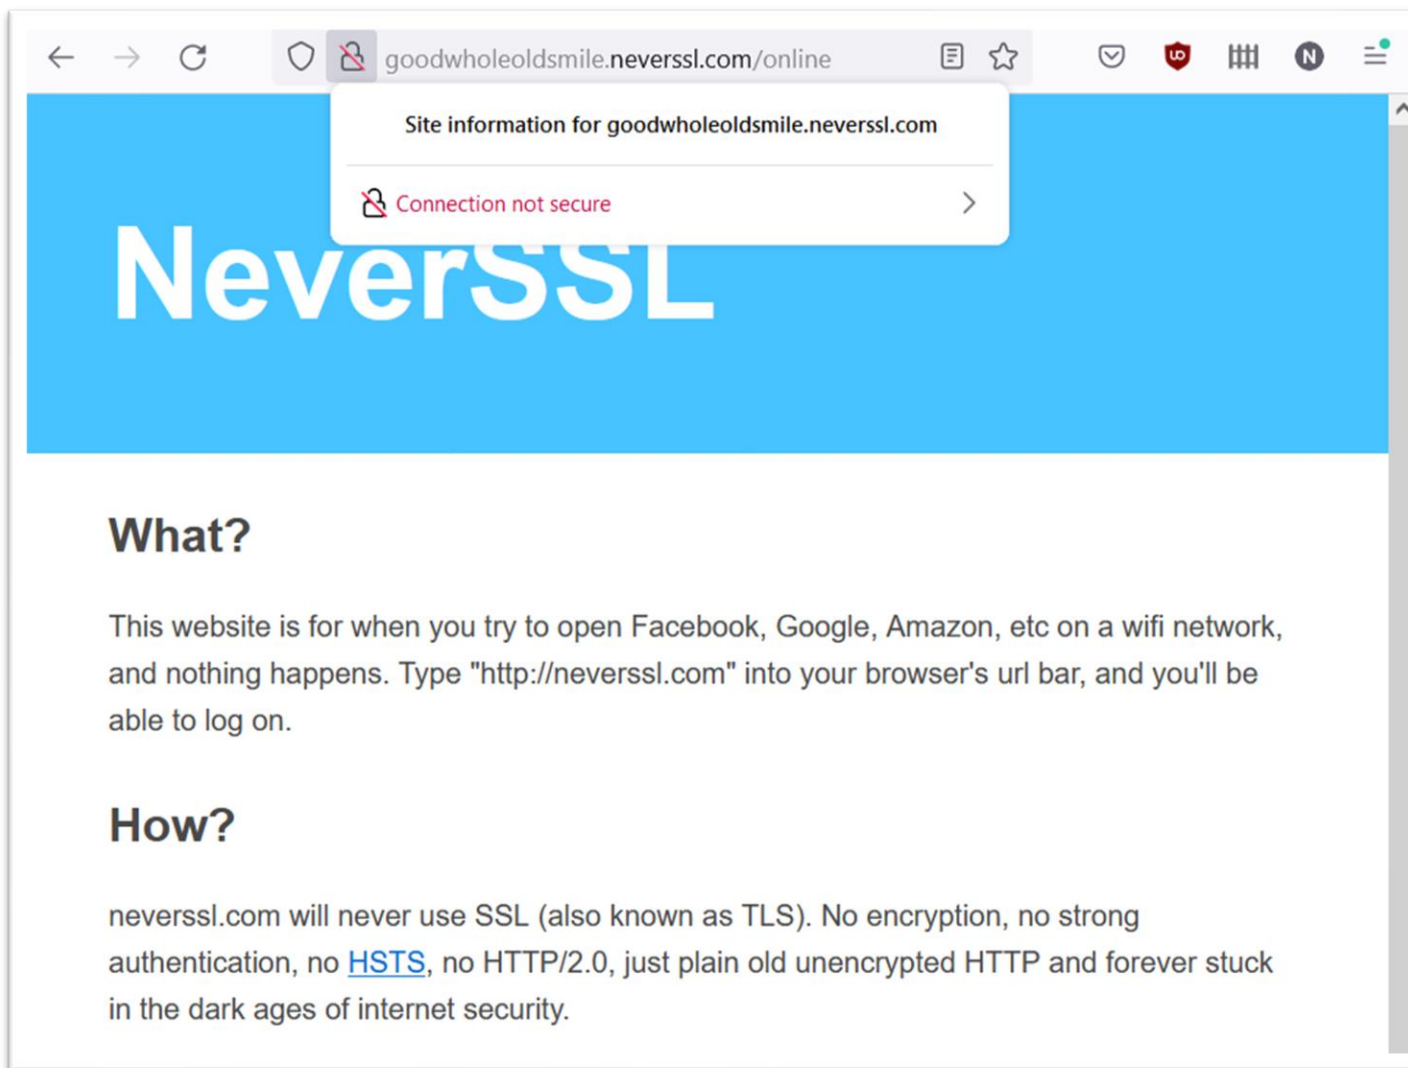 goodwholeoldsmile.neverssl.com/online
Site information for goodwholeoldsmile.neverssl.com
Connection not secure
NeverSSL
What?
This website is for when you try to open Facebook, Google, Amazon, etc on a wifi network,
and nothing happens. Type "http://neverssl.com" into your browser's url bar, and you'll be
able to log on.
How?
neverssl.com will never use SSL (also known as TLS). No encryption, no strong
authentication, no HSTS, no HTTP/2.0, just plain old unencrypted HTTP and forever stuck
in the dark ages of internet security.